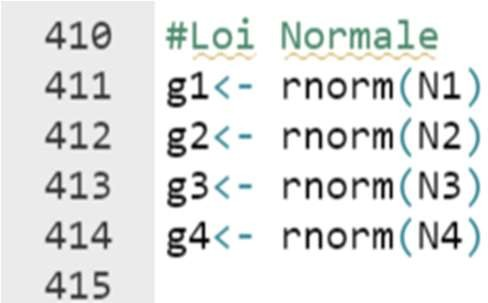 410 #Loi Normale
411 g1<- rnorm(N1)
412 g2<- rnorm(N2)
413 g3<- rnorm(N3)
414 g4<- rnorm(N4)
415